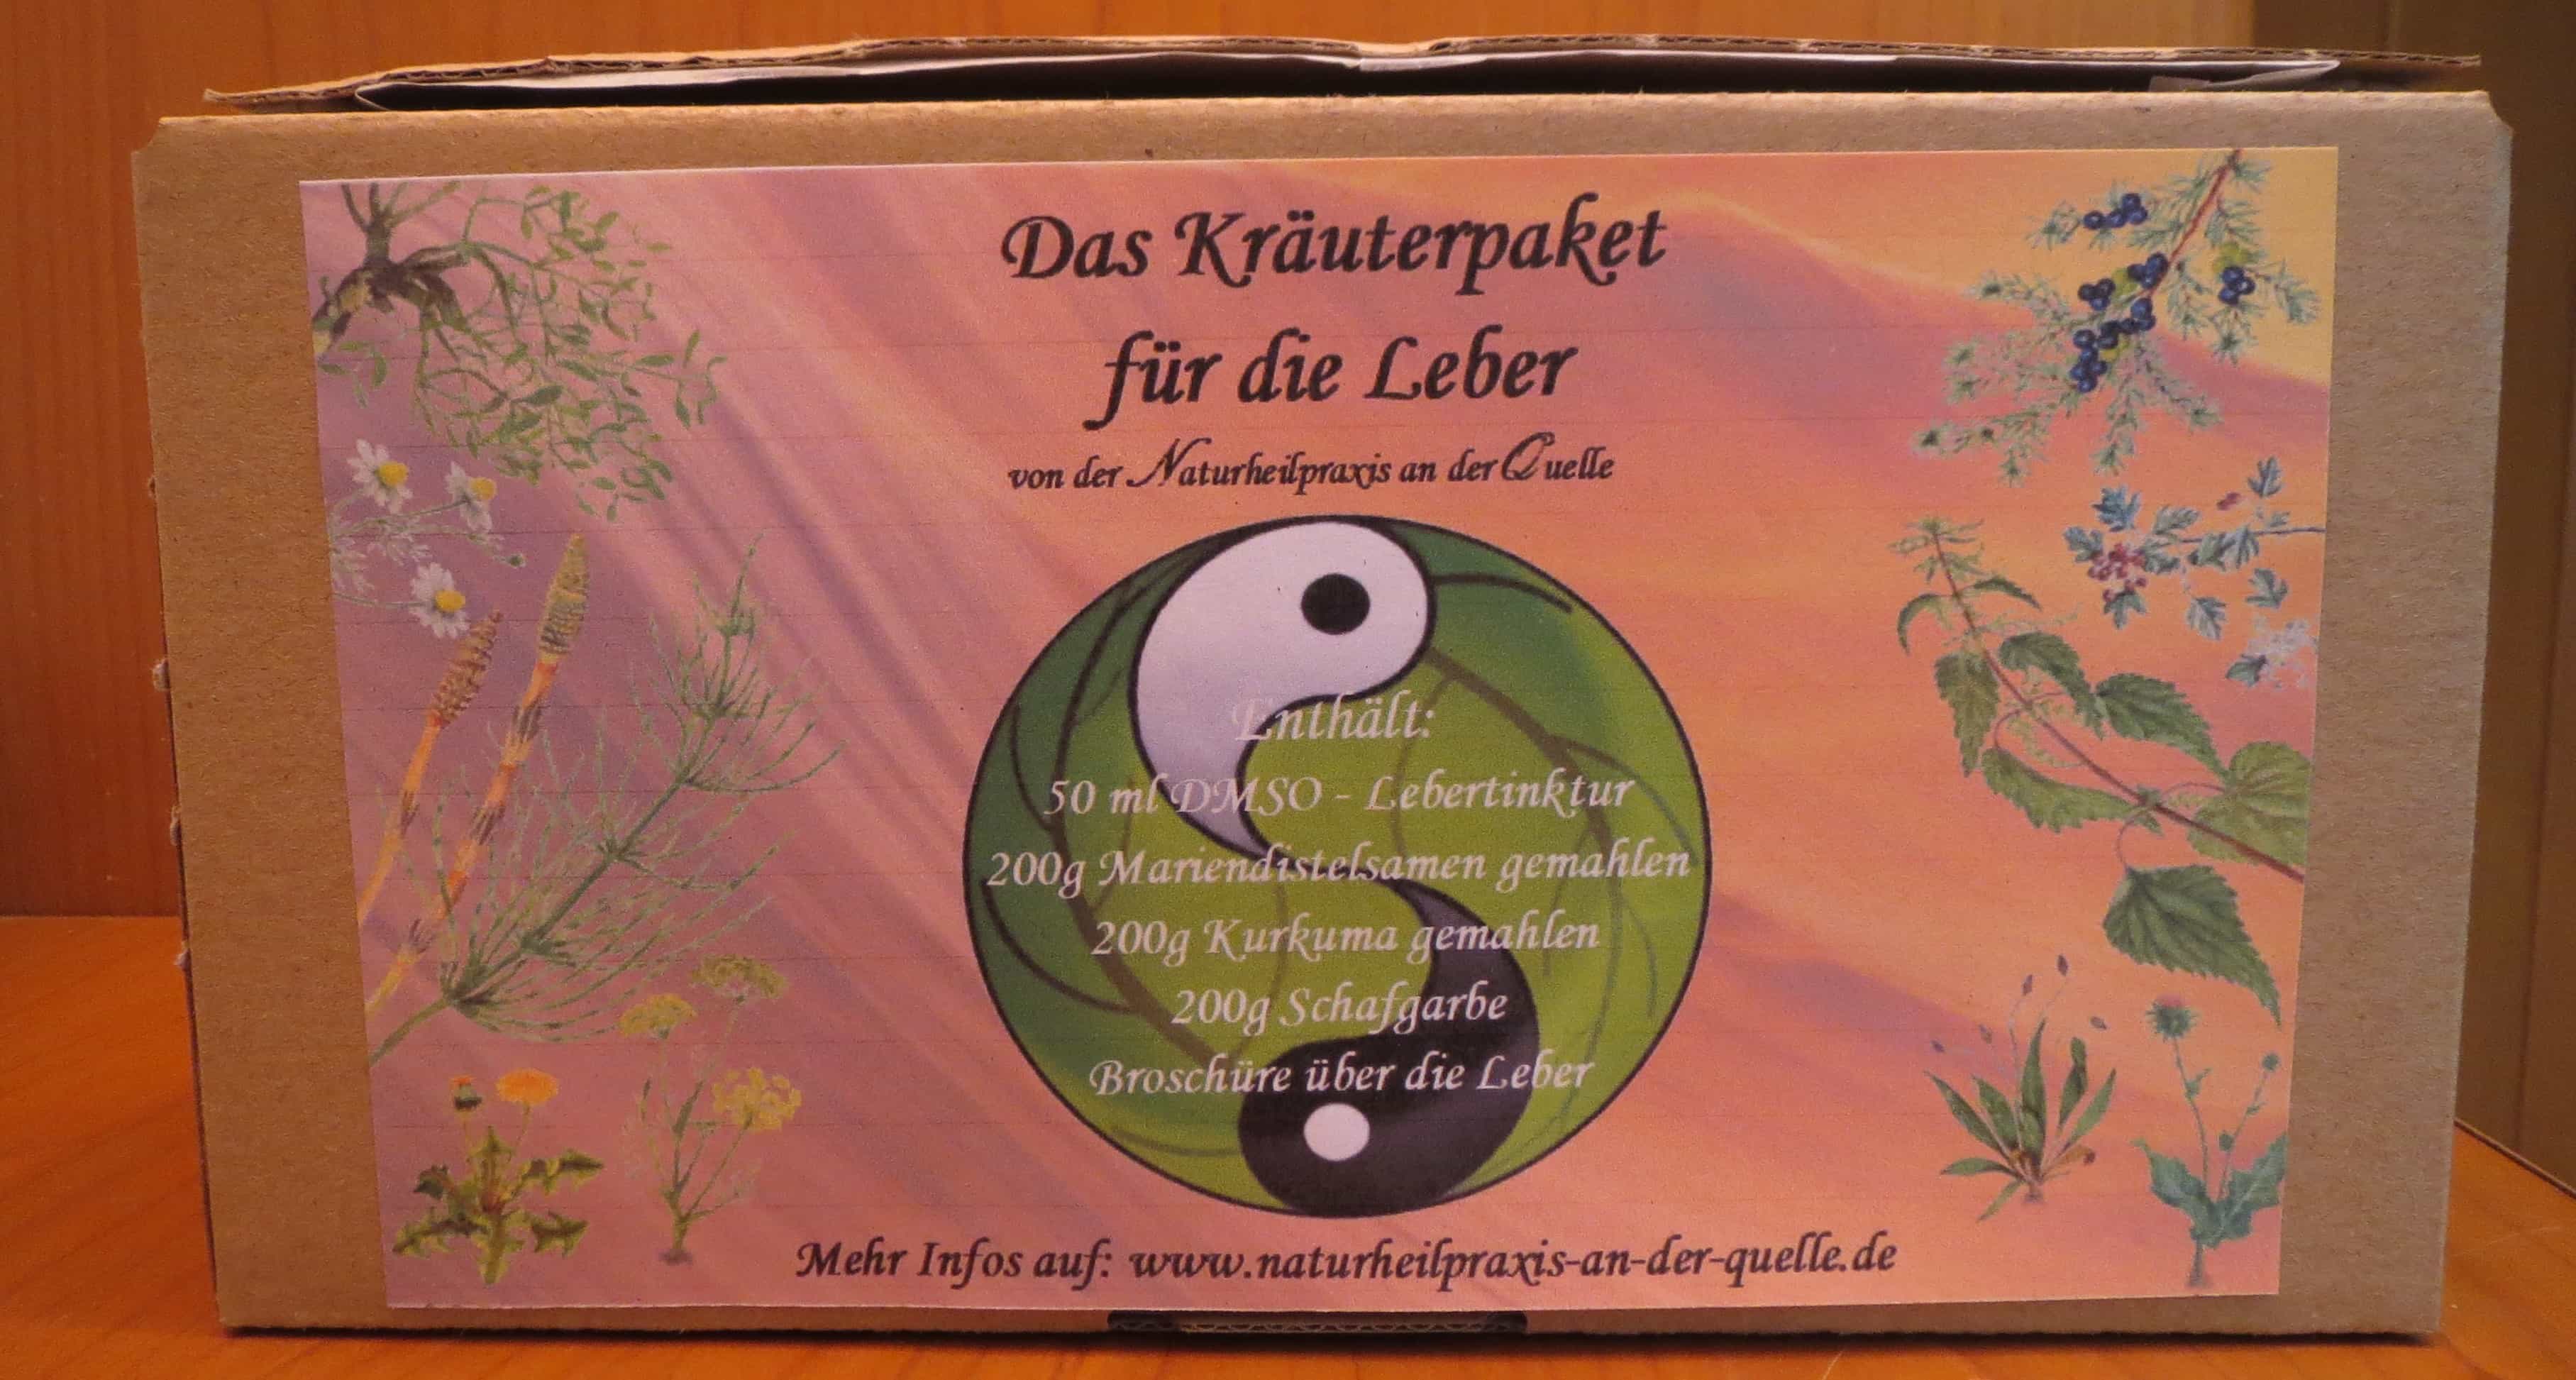 Das Kräuterpaket
für die Leber
von der Naturheilpraxis an der Quelle
Enthält:
50 ml DMSO - Lebertinktur
200g Mariendistelsamen gemahlen
200g Kurkuma gemahlen
200g Schafgarbe
Broschüre über die Leber
Mehr Infos auf: www.naturheilpraxis-an-der-quelle.de